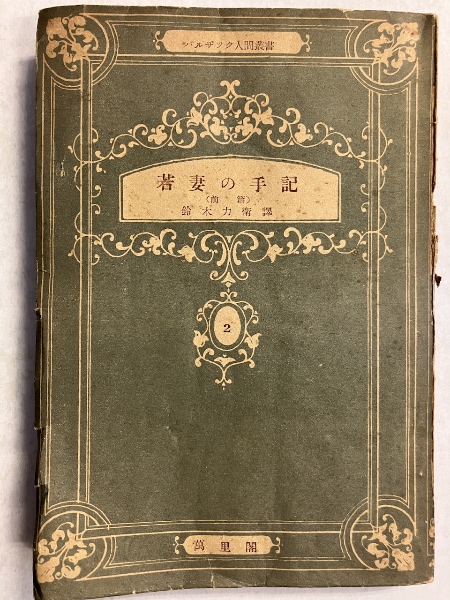 バルザック人間叢書
若妻の手記
(前篇)
鈴木力衛譯
2
萬里閣